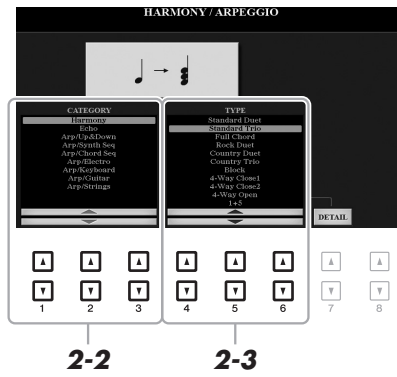 HARMONY / ARPEGGIO
CATEGORY
Harmony
Echo
Arp/Up&Down
Arp/Synth Seq
Arp/Chord Seq
Arp/Electro
Arp/Keyboard
Arp/Guitar
Arp/Strings
TYPE
Standard Duet
Standard Trio
Full Chord
Rock Duet
Country Duet
Country Trio
Block
4-Way Close1
4-Way Close2
4-Way Open
1+5
DETAIL
1 2 3 4 5 6 7 8
2-2 2-3